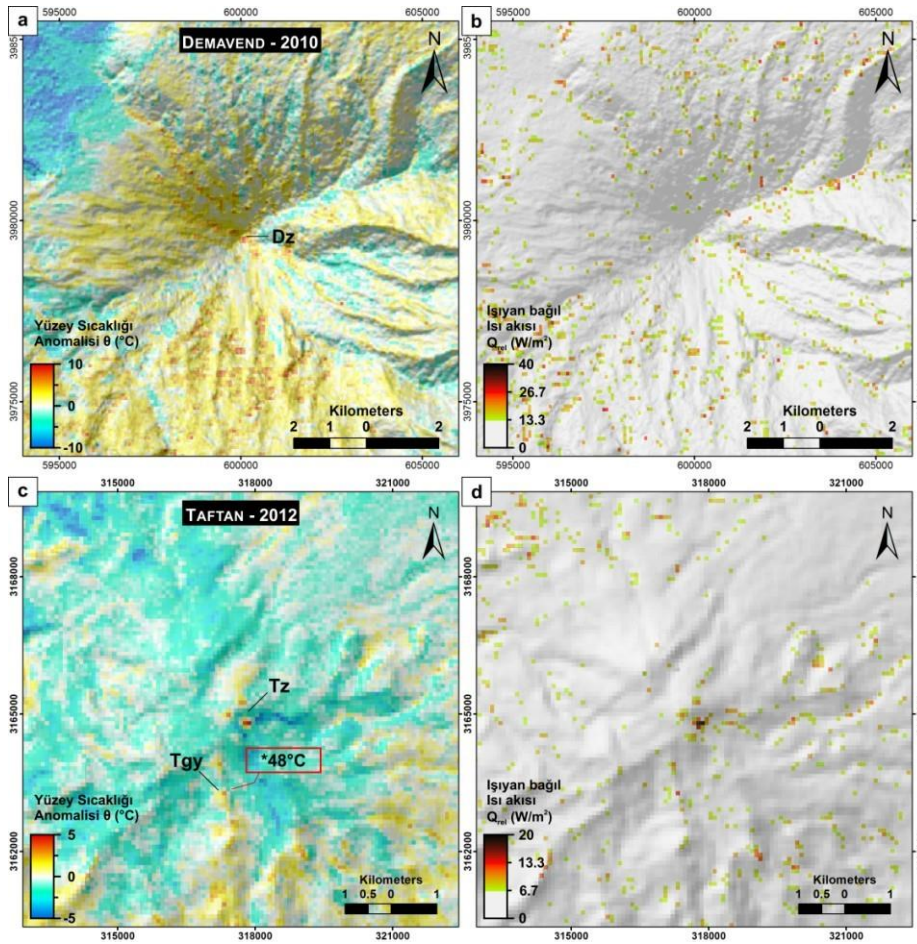 a
DEMAVEND - 2010
595000
600000
605000
N
3985
3980000
3975000
Dz
Yüzey Sıcaklığı
Anomalisi θ (°C)
10
0
-10
Kilometers
2 1 0 2
595000
600000
605000
b
595000
600000
605000
N
3985
3980000
3975000
Işıyan bağıl
Isı akısı
Qrel (W/m²)
40
26.7
13.3
0
Kilometers
2 1 0 2
595000
600000
605000
c
TAFTAN - 2012
315000
318000
321000
N
3168000
3165000
3162000
Tz
*48°C
Tgy
Yüzey Sıcaklığı
Anomalisi θ (°C)
5
0
-5
Kilometers
1 0.5 0 1
315000
318000
321000
d
315000
318000
321000
N
3168000
3165000
3162000
Işıyan bağıl
Isı akısı
Qrel (W/m²)
20
13.3
6.7
0
Kilometers
1 0.5 0 1
315000
318000
321000